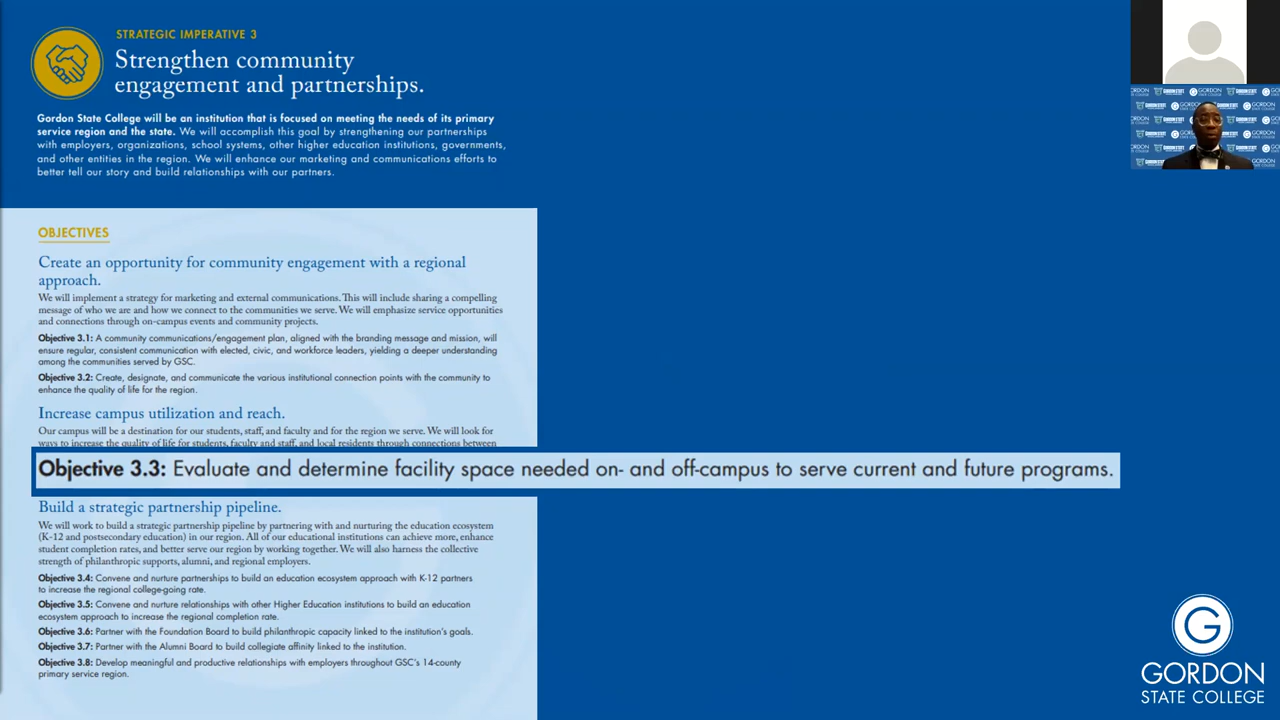 STRATEGIC IMPERATIVE 3
Strengthen community
engagement and partnerships.
Gordon State College will be an institution that is focused on meeting the needs of its primary
service region and the state. We will accomplish this goal by strengthening our partnerships
with employers, organizations, school systems, other higher education institutions, governments,
and other entities in the region. We will enhance our marketing and communications efforts to
better tell our story and build relationships with our partners.
OBJECTIVES
Create an opportunity for community engagement with a regional
approach.
We will implement a strategy for marketing and external communications. This will include sharing a compelling
message of who we are and how we connect to the communities we serve. We will emphasize service opportunities
and connections through on-campus events and community projects.
Objective 3.1: A community communications/engagement plan, aligned with the branding message and mission, will
ensure regular, consistent communication with elected, civic, and workforce leaders, yielding a deeper understanding
among the communities served by GSC.
Objective 3.2: Create, designate, and communicate the various institutional connection points with the community to
enhance the quality of life for the region.
Increase campus utilization and reach.
Our campus will be a destination for our students, staff, and faculty and for the region we serve. We will look for
ways to increase the quality of life for students, faculty and staff, and local residents through connections between
Objective 3.3: Evaluate and determine facility space needed on- and off-campus to serve current and future programs.
Build a strategic partnership pipeline.
We will work to build a strategic partnership pipeline by partnering with and nurturing the education ecosystem
(K-12 and postsecondary education) in our region. All of our educational institutions can achieve more, enhance
student completion rates, and better serve our region by working together. We will also harness the collective
strength of philanthropic supports, alumni, and regional employers.
Objective 3.4: Convene and nurture partnerships to build an education ecosystem approach with K-12 partners
to increase the regional college-going rate.
Objective 3.5: Convene and nurture relationships with other Higher Education institutions to build an education
ecosystem approach to increase the regional completion rate.
Objective 3.6: Partner with the Foundation Board to build philanthropic capacity linked to the institution's goals.
Objective 3.7: Partner with the Alumni Board to build collegiate affinity linked to the institution.
Objective 3.8: Develop meaningful and productive relationships with employers throughout GSC's 14-county
primary service region.
G
GORDON
STATE COLLEGE